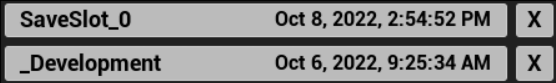 SaveSlot_0 Oct 8, 2022, 2:54:52 PM X
_Development Oct 6, 2022, 9:25:34 AM X